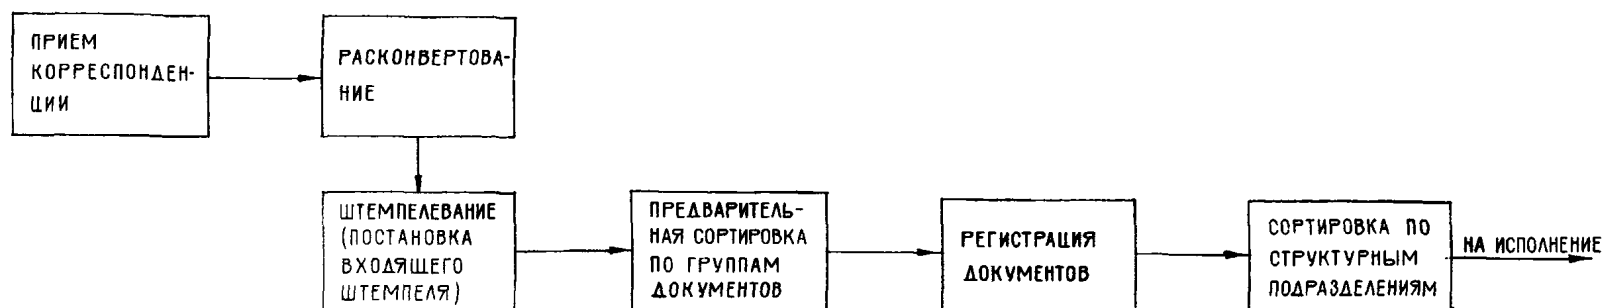 ПРИЕМ
КОРРЕСПОНДЕН-
ЦИИ
РАСКОНВЕРТОВА-
НИЕ
ШТЕМПЕЛЕВАНИЕ
(ПОСТАНОВКА
ВХОДЯЩЕГО
ШТЕМПЕЛЯ)
ПРЕДВАРИТЕЛЬ-
НАЯ СОРТИРОВКА
ПО ГРУППАМ
ДОКУМЕНТОВ
РЕГИСТРАЦИЯ
ДОКУМЕНТОВ
СОРТИРОВКА ПО
СТРУКТУРНЫМ
ПОДРАЗДЕЛЕНИЯМ
НА ИСПОЛНЕНИЕ